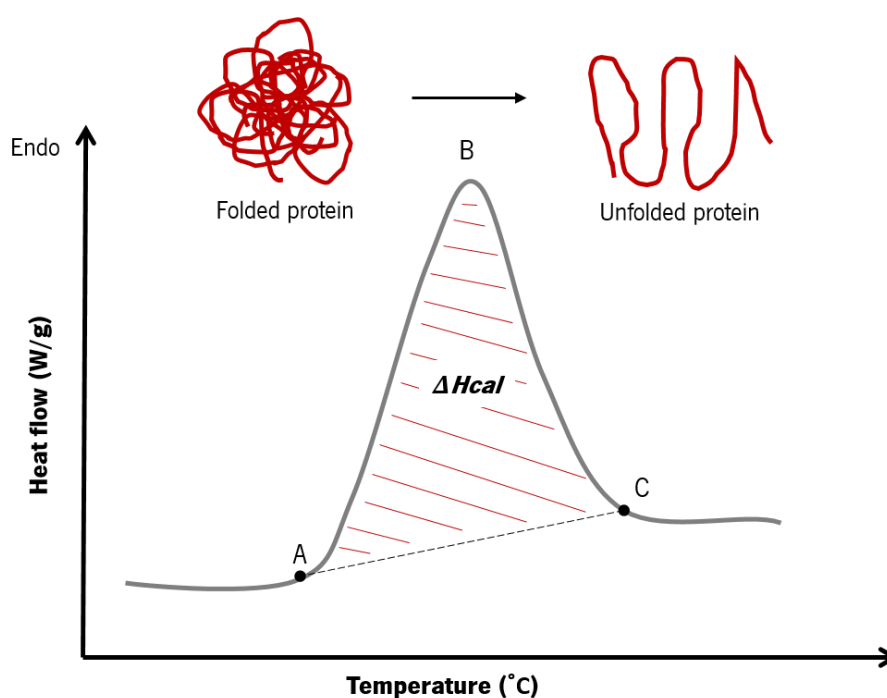 Endo
Folded protein
B
Unfolded protein
Heat flow (W/g)
ΔHcal
A
C
Temperature (˚C)